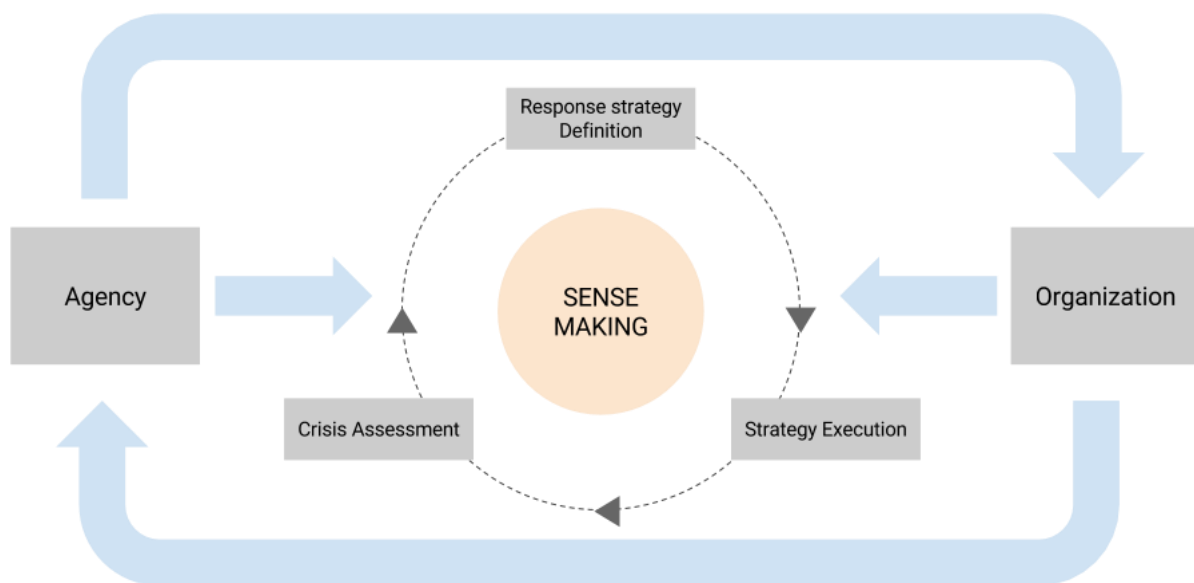 Response strategy
Definition
Agency
SENSE
MAKING
Organization
Crisis Assessment
Strategy Execution